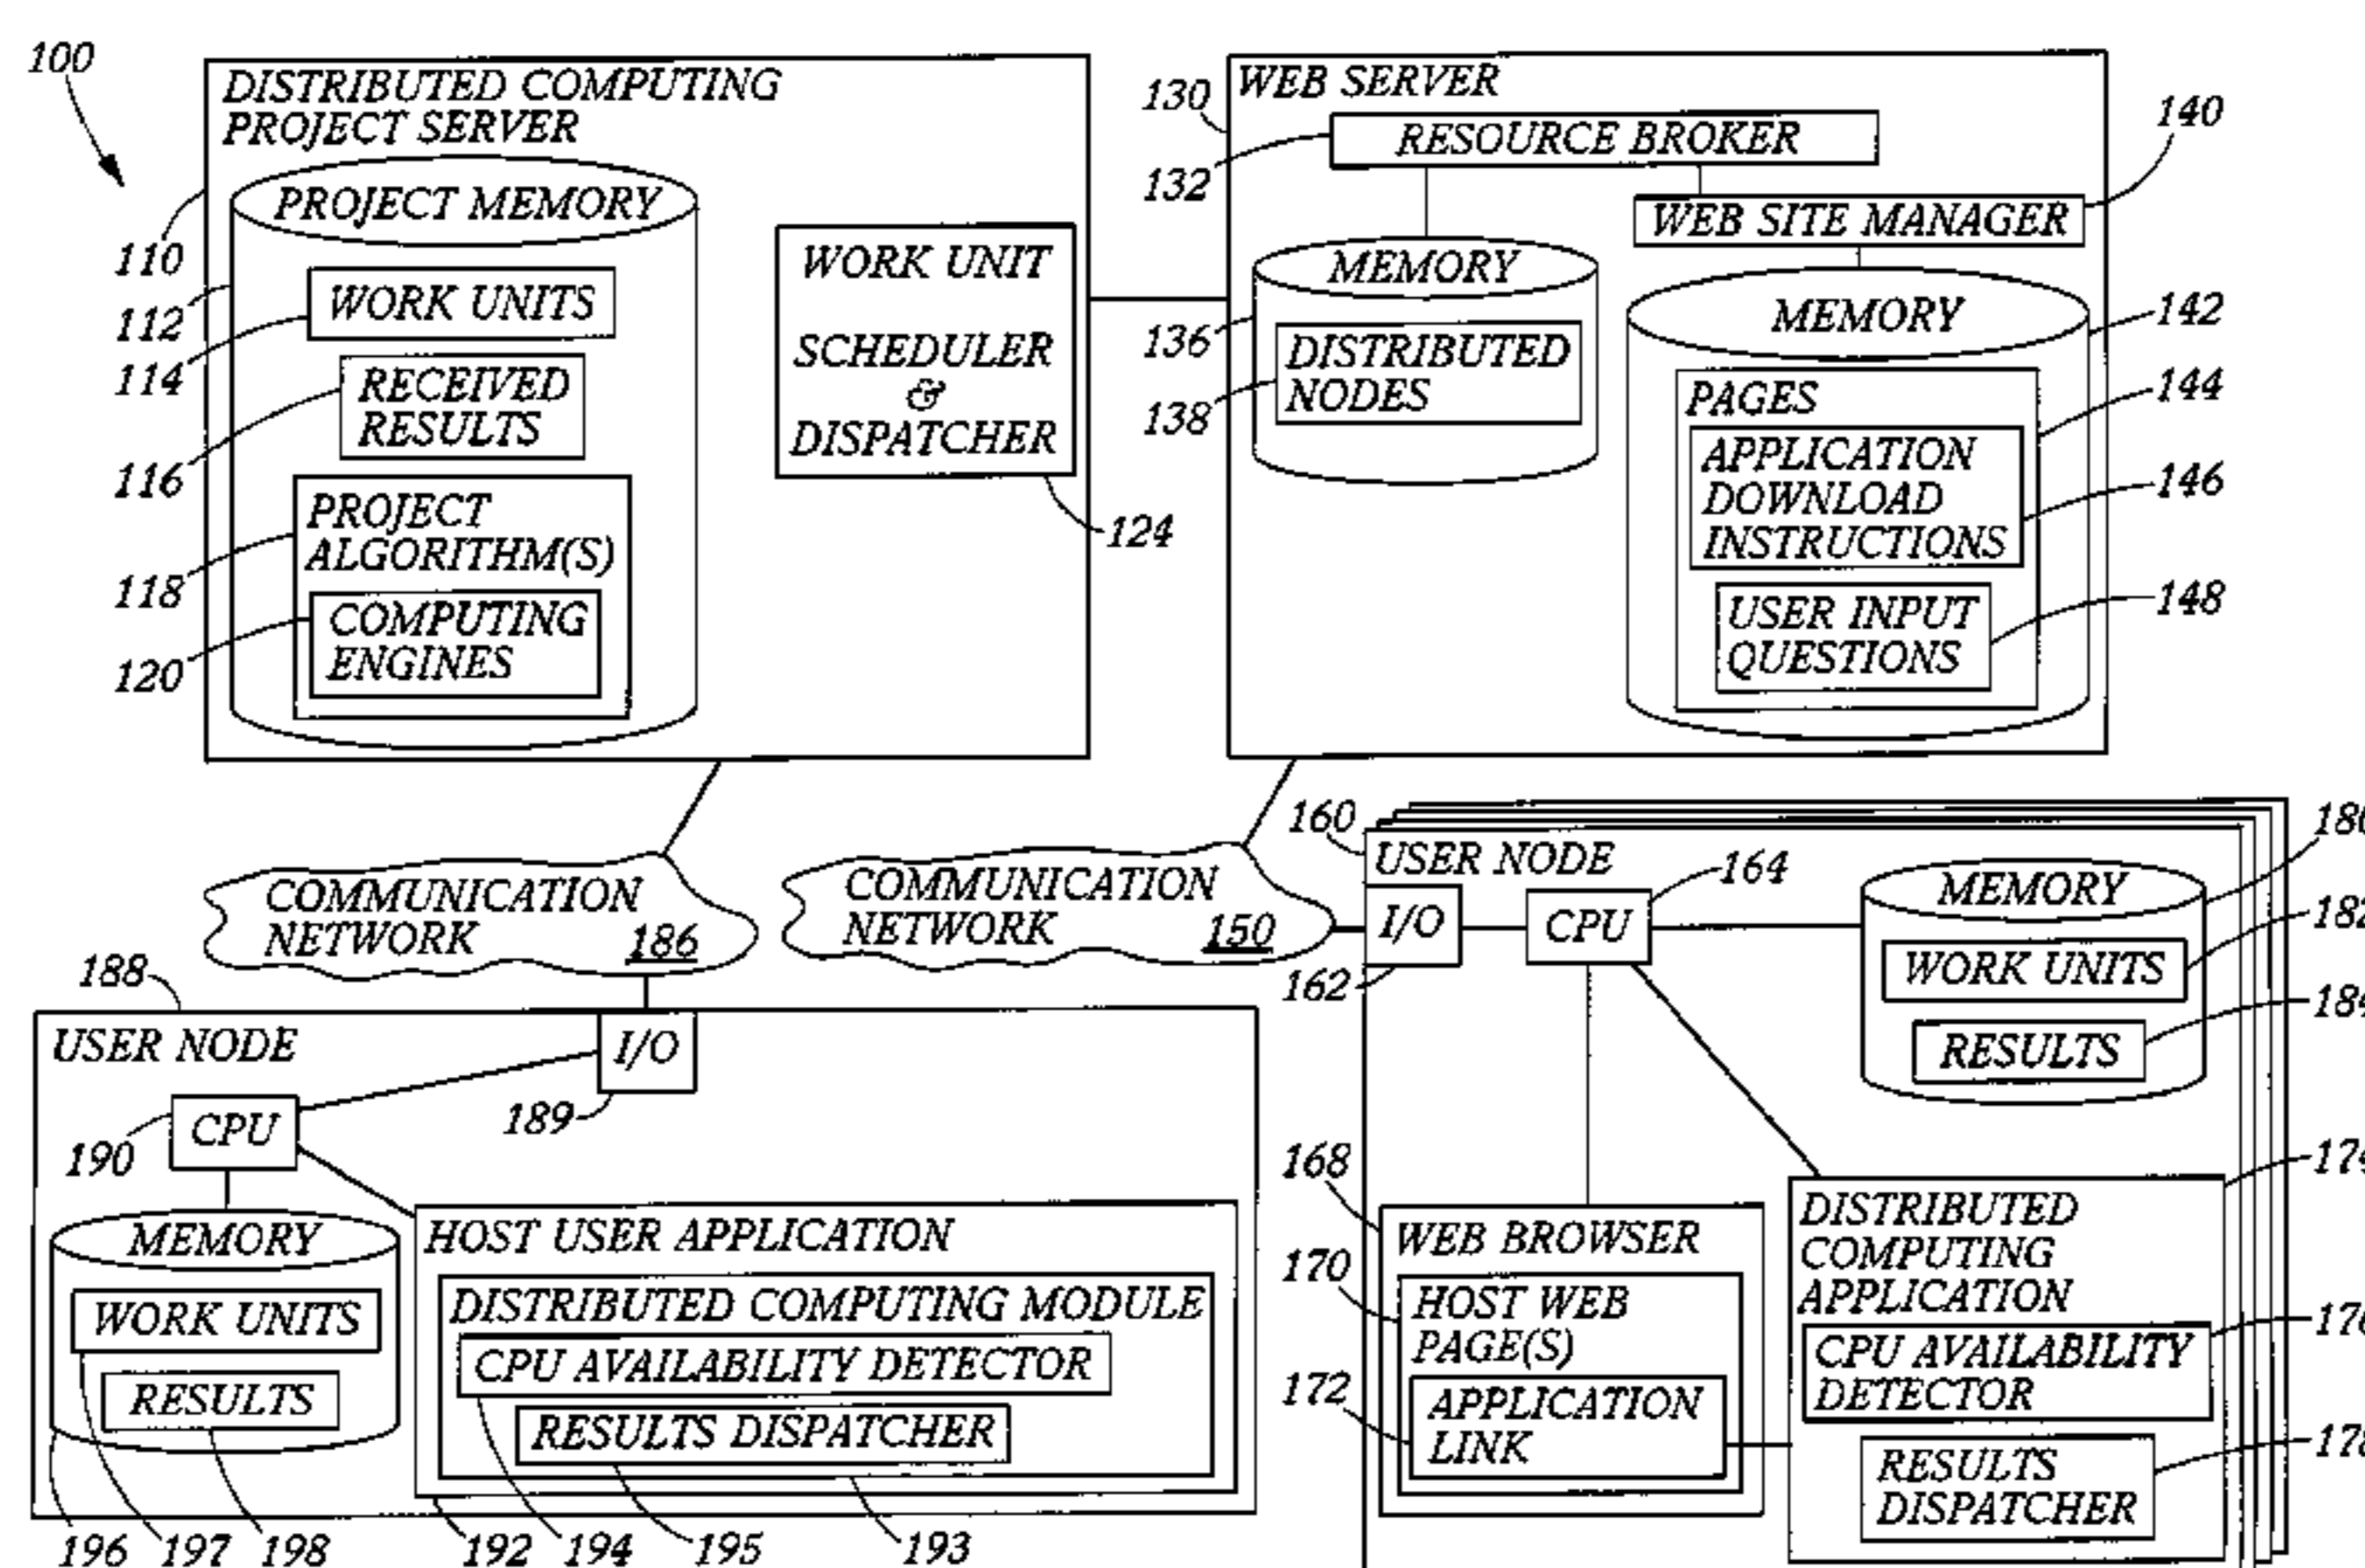 100
DISTRIBUTED COMPUTING
PROJECT SERVER
PROJECT MEMORY
110
112
WORK UNITS
114
RECEIVED
RESULTS
116
PROJECT
ALGORITHM(S)
118
COMPUTING
ENGINES
120
WORK UNIT
SCHEDULER
&
DISPATCHER
124
130
WEB SERVER
RESOURCE BROKER
132
140
WEB SITE MANAGER
MEMORY
136
DISTRIBUTED
NODES
138
MEMORY
142
PAGES
144
APPLICATION
DOWNLOAD
INSTRUCTIONS
146
USER INPUT
QUESTIONS
148
COMMUNICATION
NETWORK 186
COMMUNICATION
NETWORK 150
188
USER NODE
I/O
189
CPU
190
MEMORY
WORK UNITS
RESULTS
196
197
198
HOST USER APPLICATION
DISTRIBUTED COMPUTING MODULE
CPU AVAILABILITY DETECTOR
RESULTS DISPATCHER
192
194
195
193
160
USER NODE
I/O
162
CPU
164
MEMORY
WORK UNITS
RESULTS
168
WEB BROWSER
170
HOST WEB
PAGE(S)
172
APPLICATION
LINK
DISTRIBUTED
COMPUTING
APPLICATION
CPU AVAILABILITY
DETECTOR
RESULTS
DISPATCHER